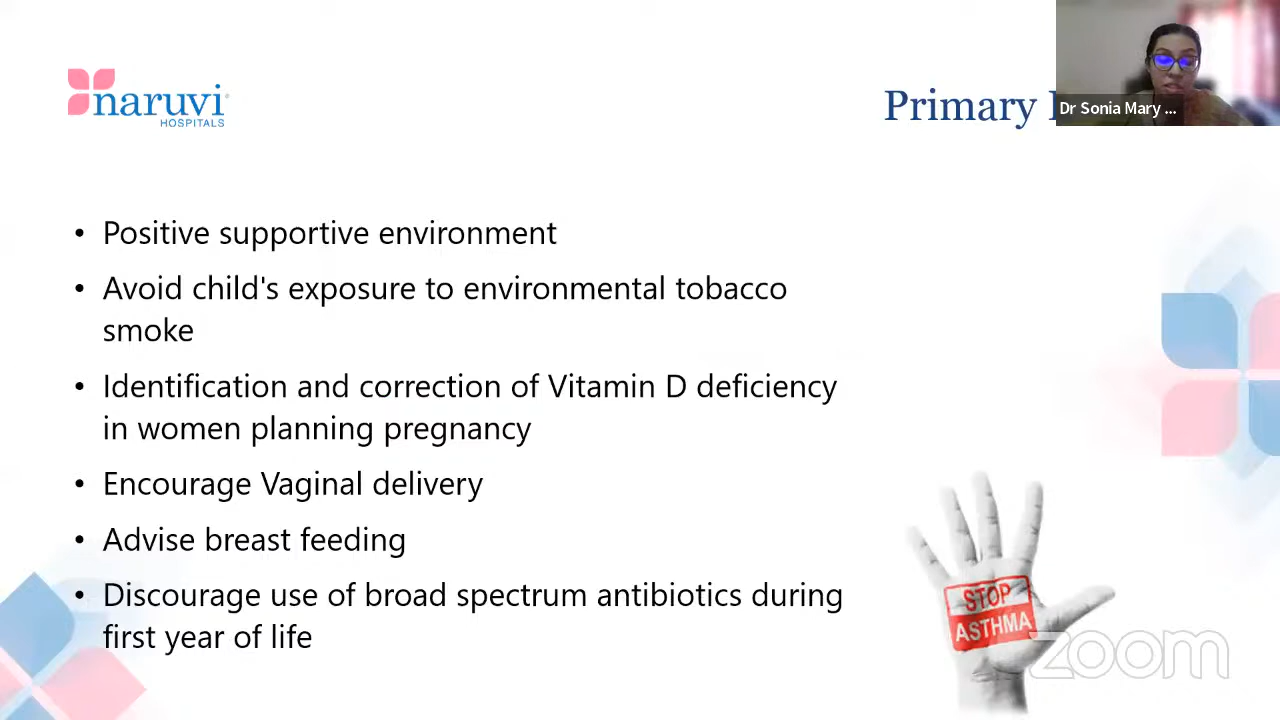 naruvi
HOSPITALS
Primary
Dr Sonia Mary ...
• Positive supportive environment
• Avoid child's exposure to environmental tobacco
smoke
• Identification and correction of Vitamin D deficiency
in women planning pregnancy
• Encourage Vaginal delivery
• Advise breast feeding
• Discourage use of broad spectrum antibiotics during
first year of life
STOP
ASTHMA
zoom